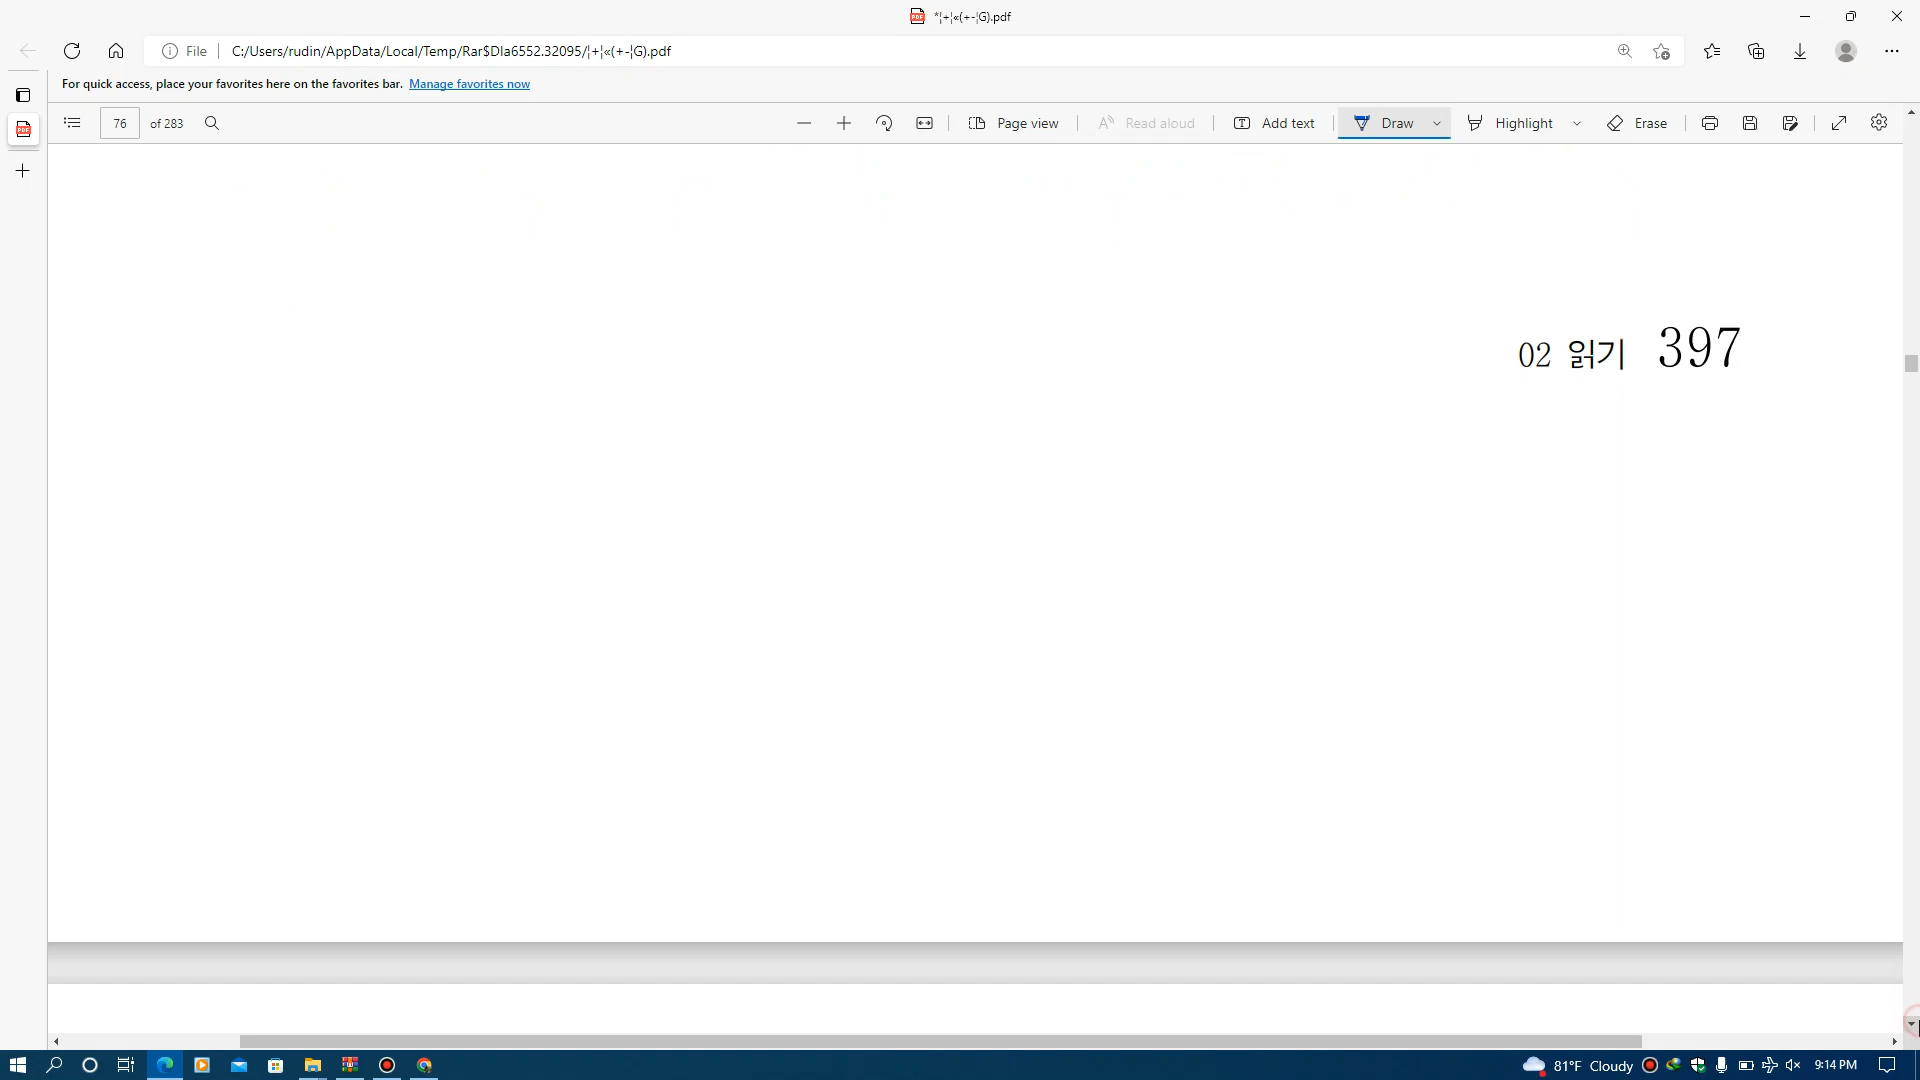 *¦+¦«(+-¦G).pdf
File
C:/Users/rudin/AppData/Local/Temp/Rar$DIa6552.32095/¦+¦«(+-¦G).pdf
For quick access, place your favorites here on the favorites bar. Manage favorites now
76 of 283
Page view
Read aloud
Add text
Draw
Highlight
Erase
02 읽기 397
81°F Cloudy
9:14 PM